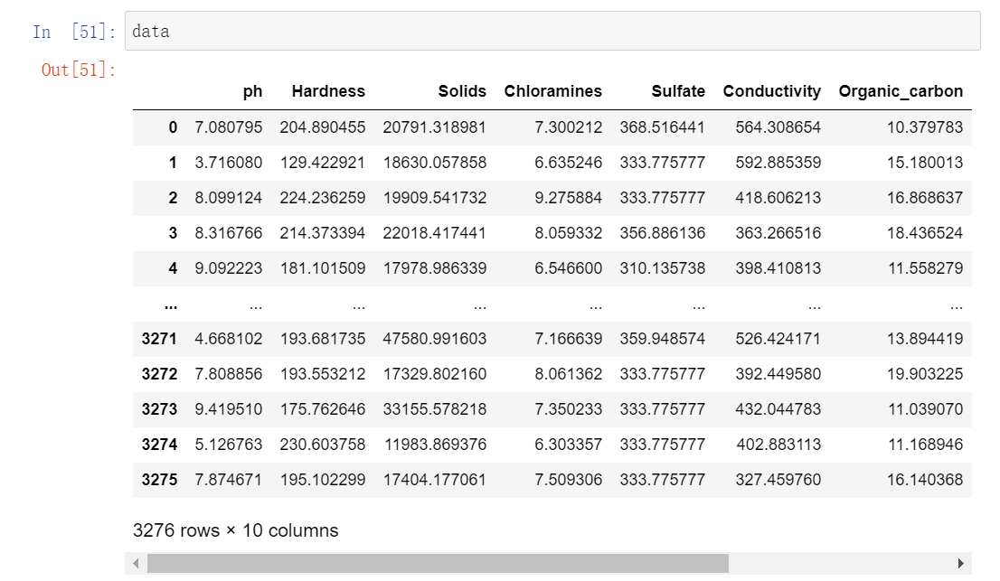 In [51]: data
Out[51]:
ph Hardness Solids Chloramines Sulfate Conductivity Organic_carbon
0 7.080795 204.890455 20791.318981 7.300212 368.516441 564.308654 10.379783
1 3.716080 129.422921 18630.057858 6.635246 333.775777 592.885359 15.180013
2 8.099124 224.236259 19909.541732 9.275884 333.775777 418.606213 16.868637
3 8.316766 214.373394 22018.417441 8.059332 356.886136 363.266516 18.436524
4 9.092223 181.101509 17978.986339 6.546600 310.135738 398.410813 11.558279
... ... ... ... ... ... ... ...
3271 4.668102 193.681735 47580.991603 7.166639 359.948574 526.424171 13.894419
3272 7.808856 193.553212 17329.802160 8.061362 333.775777 392.449580 19.903225
3273 9.419510 175.762646 33155.578218 7.350233 333.775777 432.044783 11.039070
3274 5.126763 230.603758 11983.869376 6.303357 333.775777 402.883113 11.168946
3275 7.874671 195.102299 17404.177061 7.509306 333.775777 327.459760 16.140368
3276 rows × 10 columns